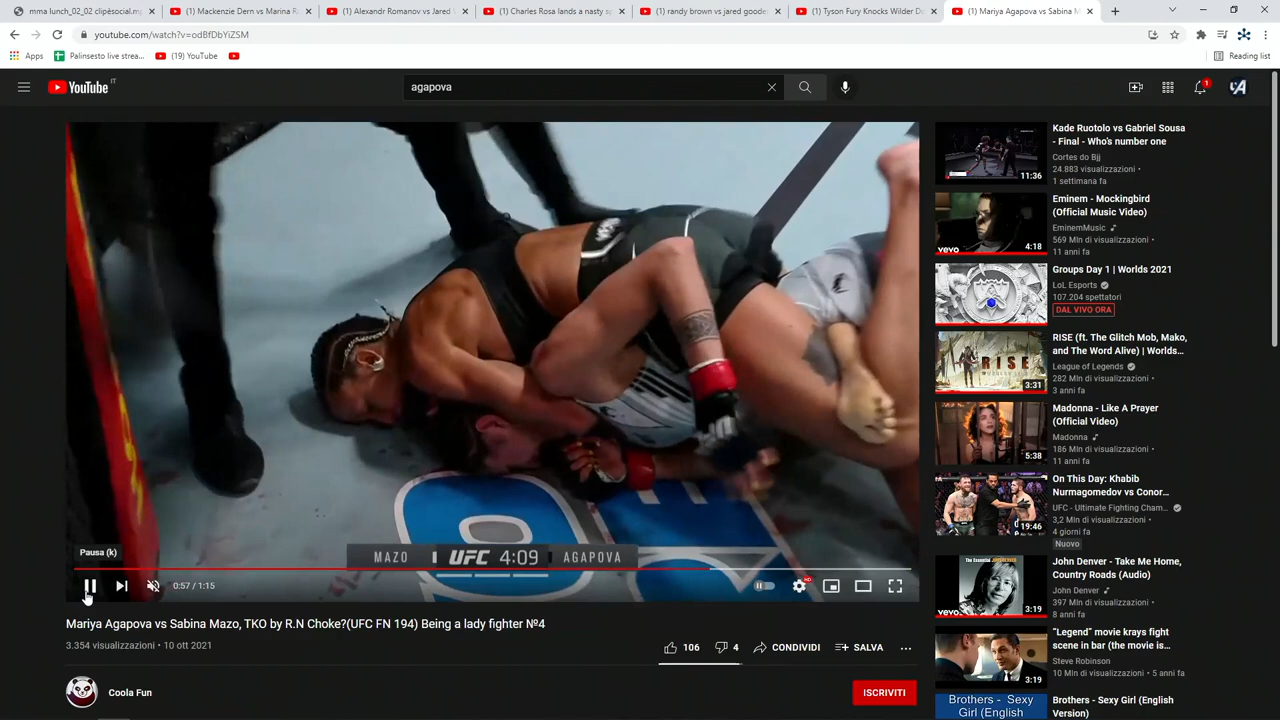 mma lunch_02_02 clipèsocial.mp
Mackenzie Dern vs Marina R
(1) Alexandr Romanov vs Jared V
(1) Charles Rosa lands a nasty s
(1) randy brown vs jared gooder
(1) Tyson Fury Knocks Wilder D
(1) Mariya Agapova vs Sabina M
youtube.com/watch?v=odBfDbYiZSM
Apps
Palinsesto live strea...
(19) YouTube
Reading list
YouTube IT
agapova
1
MAZO UFC 4:09 AGAPOVA
Pausa (k)
0:57 / 1:15
HD
Mariya Agapova vs Sabina Mazo, TKO by R.N Choke?(UFC FN 194) Being a lady fighter №4
3.354 visualizzazioni • 10 ott 2021
106
4
CONDIVIDI
SALVA
Coola Fun
ISCRIVITI
11:36
Kade Ruotolo vs Gabriel Sousa
- Final - Who's number one
Cortes do Bjj
24.883 visualizzazioni •
1 settimana fa
vevo
4:18
Eminem - Mockingbird
(Official Music Video)
EminemMusic
569 Mln di visualizzazioni •
11 anni fa
Groups Day 1 | Worlds 2021
LoL Esports
107.204 spettatori
DAL VIVO ORA
RISE
3:31
RISE (ft. The Glitch Mob, Mako,
and The Word Alive) | Worlds...
League of Legends
282 Mln di visualizzazioni •
3 anni fa
5:38
Madonna - Like A Prayer
(Official Video)
Madonna
186 Mln di visualizzazioni •
11 anni fa
19:46
On This Day: Khabib
Nurmagomedov vs Conor...
UFC - Ultimate Fighting Cham...
3,2 Mln di visualizzazioni •
4 giorni fa
Nuovo
John Denver
3:19
John Denver - Take Me Home,
Country Roads (Audio)
John Denver
397 Mln di visualizzazioni •
8 anni fa
3:19
“Legend” movie krays fight
scene in bar (the movie is...
Steve Robinson
10 Mln di visualizzazioni • 5 anni fa
Brothers - Sexy
Girl (English
Brothers - Sexy Girl (English
Version)